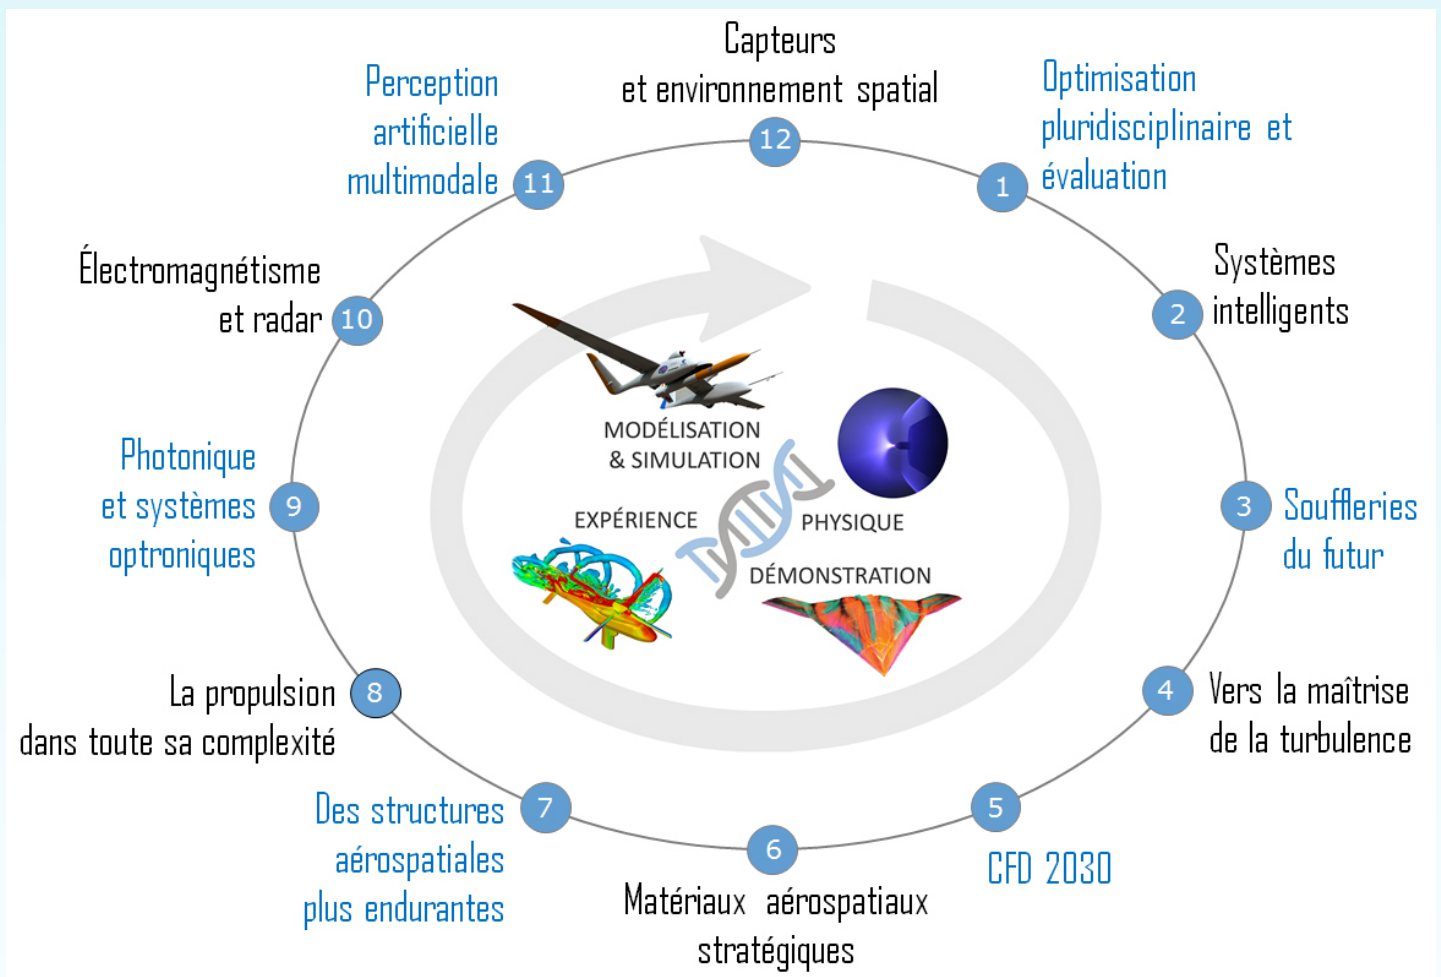 Capteurs
et environnement spatial
12
Optimisation
pluridisciplinaire et
évaluation
1
Systèmes
intelligents
2
3
Souffleries
du futur
4
Vers la maîtrise
de la turbulence
5
CFD 2030
6
Matériaux aérospatiaux
stratégiques
7
Des structures
aérospatiales
plus endurantes
8
La propulsion
dans toute sa complexité
9
Photonique
et systèmes
optroniques
10
Électromagnétisme
et radar
11
Perception
artificielle
multimodale
MODÉLISATION
& SIMULATION
EXPÉRIENCE
PHYSIQUE
DÉMONSTRATION